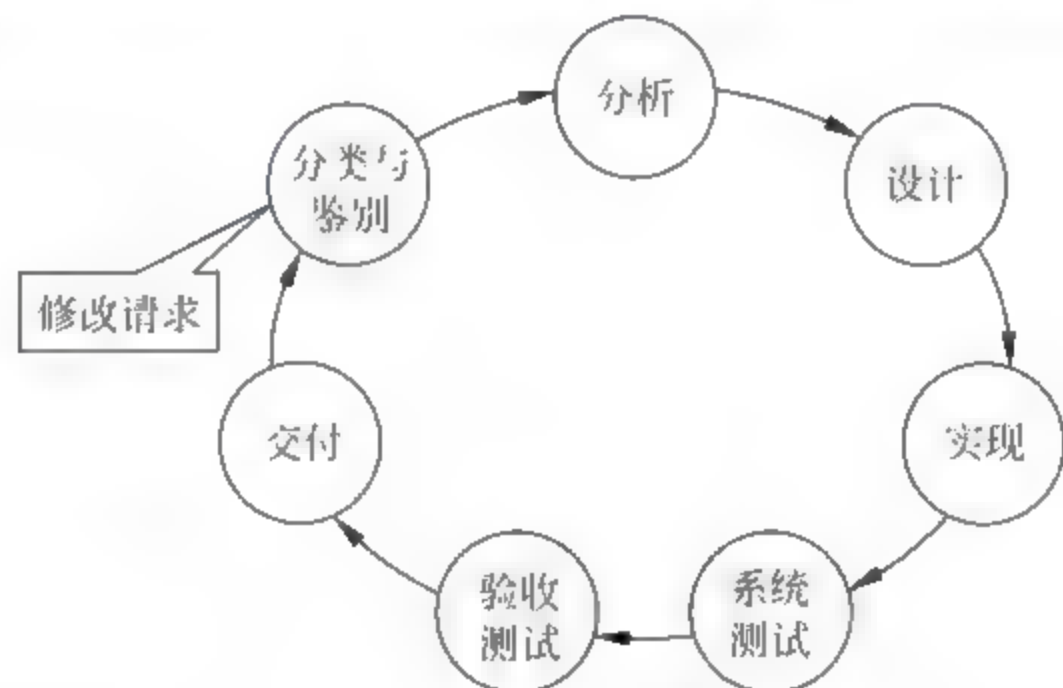 分析
分类与
鉴别
设计
修改请求
交付
实现
验收
测试
系统
测试